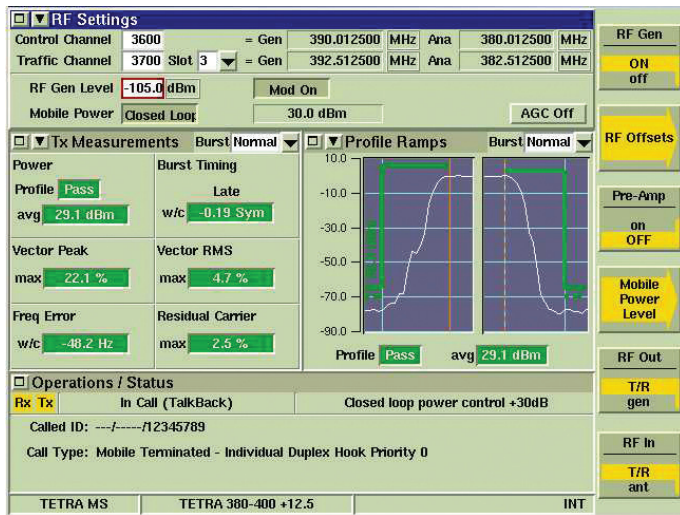 RF Settings
Control Channel 3600 = Gen 390.012500 MHz Ana 380.012500 MHz
Traffic Channel 3700 Slot 3 = Gen 392.512500 MHz Ana 382.512500 MHz
RF Gen Level -105.0 dBm Mod On
Mobile Power Closed Loop 30.0 dBm AGC Off
Tx Measurements Burst Normal
Power Burst Timing
Profile Pass Late
avg 29.1 dBm w/c -0.19 Sym
Vector Peak Vector RMS
max 22.1 % max 4.7 %
Freq Error Residual Carrier
w/c -48.2 Hz max 2.5 %
Profile Ramps Burst Normal
10.0
-10.0
-30.0
-50.0
-70.0
-90.0
Profile Pass avg 29.1 dBm
Operations / Status
Rx Tx In Call (TalkBack) Closed loop power control +30dB
Called ID: ---/-----/12345789
Call Type: Mobile Terminated - Individual Duplex Hook Priority 0
TETRA MS TETRA 380-400 +12.5 INT
RF Gen
ON
off
RF Offsets
Pre-Amp
on
OFF
Mobile
Power
Level
RF Out
T/R
gen
RF In
T/R
ant